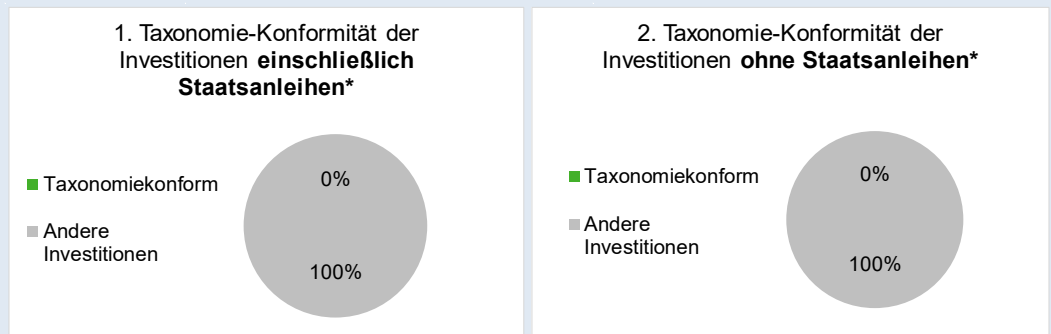 1. Taxonomie-Konformität der
Investitionen einschließlich
Staatsanleihen*
Taxonomiekonform
Andere
Investitionen
0%
100%
2. Taxonomie-Konformität der
Investitionen ohne Staatsanleihen*
Taxonomiekonform
Andere
Investitionen
0%
100%